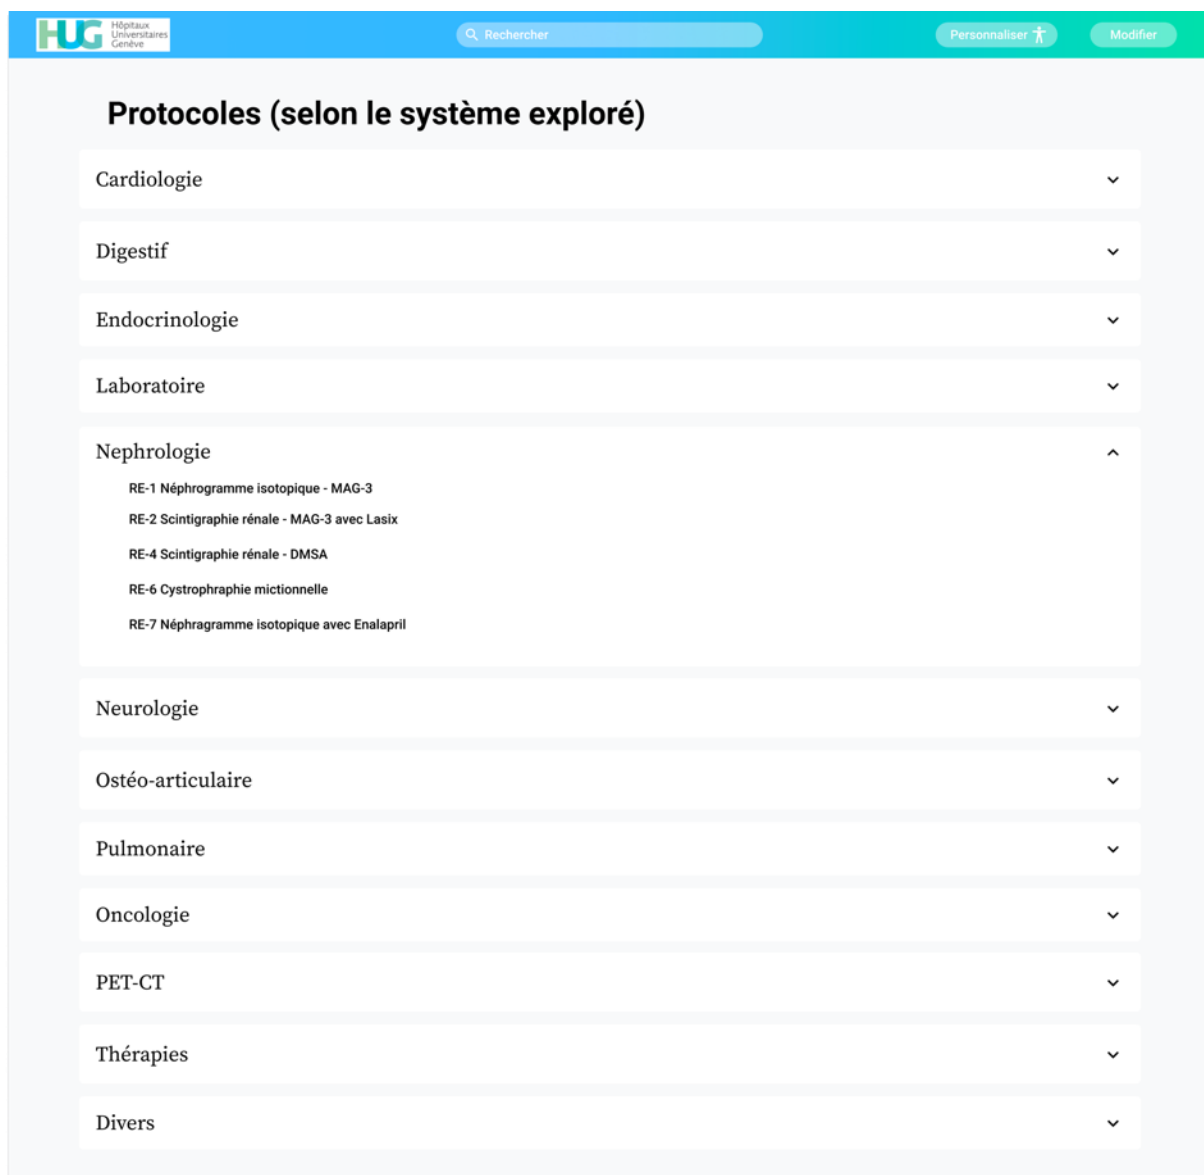 HUG
Hôpitaux
Universitaires
Genève
Rechercher
Personnaliser
Modifier
Protocoles (selon le système exploré)
Cardiologie
Digestif
Endocrinologie
Laboratoire
Nephrologie
RE-1 Néphrogramme isotopique - MAG-3
RE-2 Scintigraphie rénale - MAG-3 avec Lasix
RE-4 Scintigraphie rénale - DMSA
RE-6 Cystrophraphie mictionnelle
RE-7 Néphragramme isotopique avec Enalapril
Neurologie
Ostéo-articulaire
Pulmonaire
Oncologie
PET-CT
Thérapies
Divers